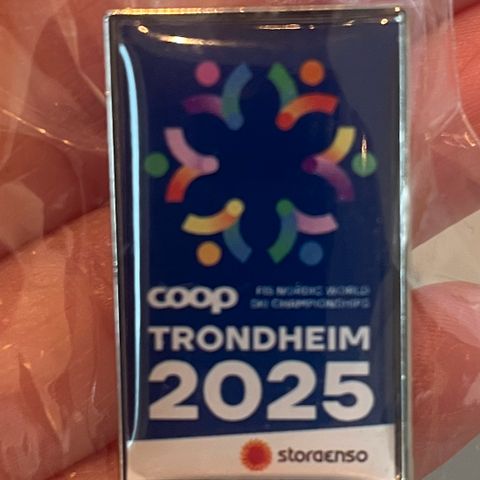 coop
FIS NORDIC WORLD
SKI CHAMPIONSHIPS
TRONDHEIM
2025
storaenso